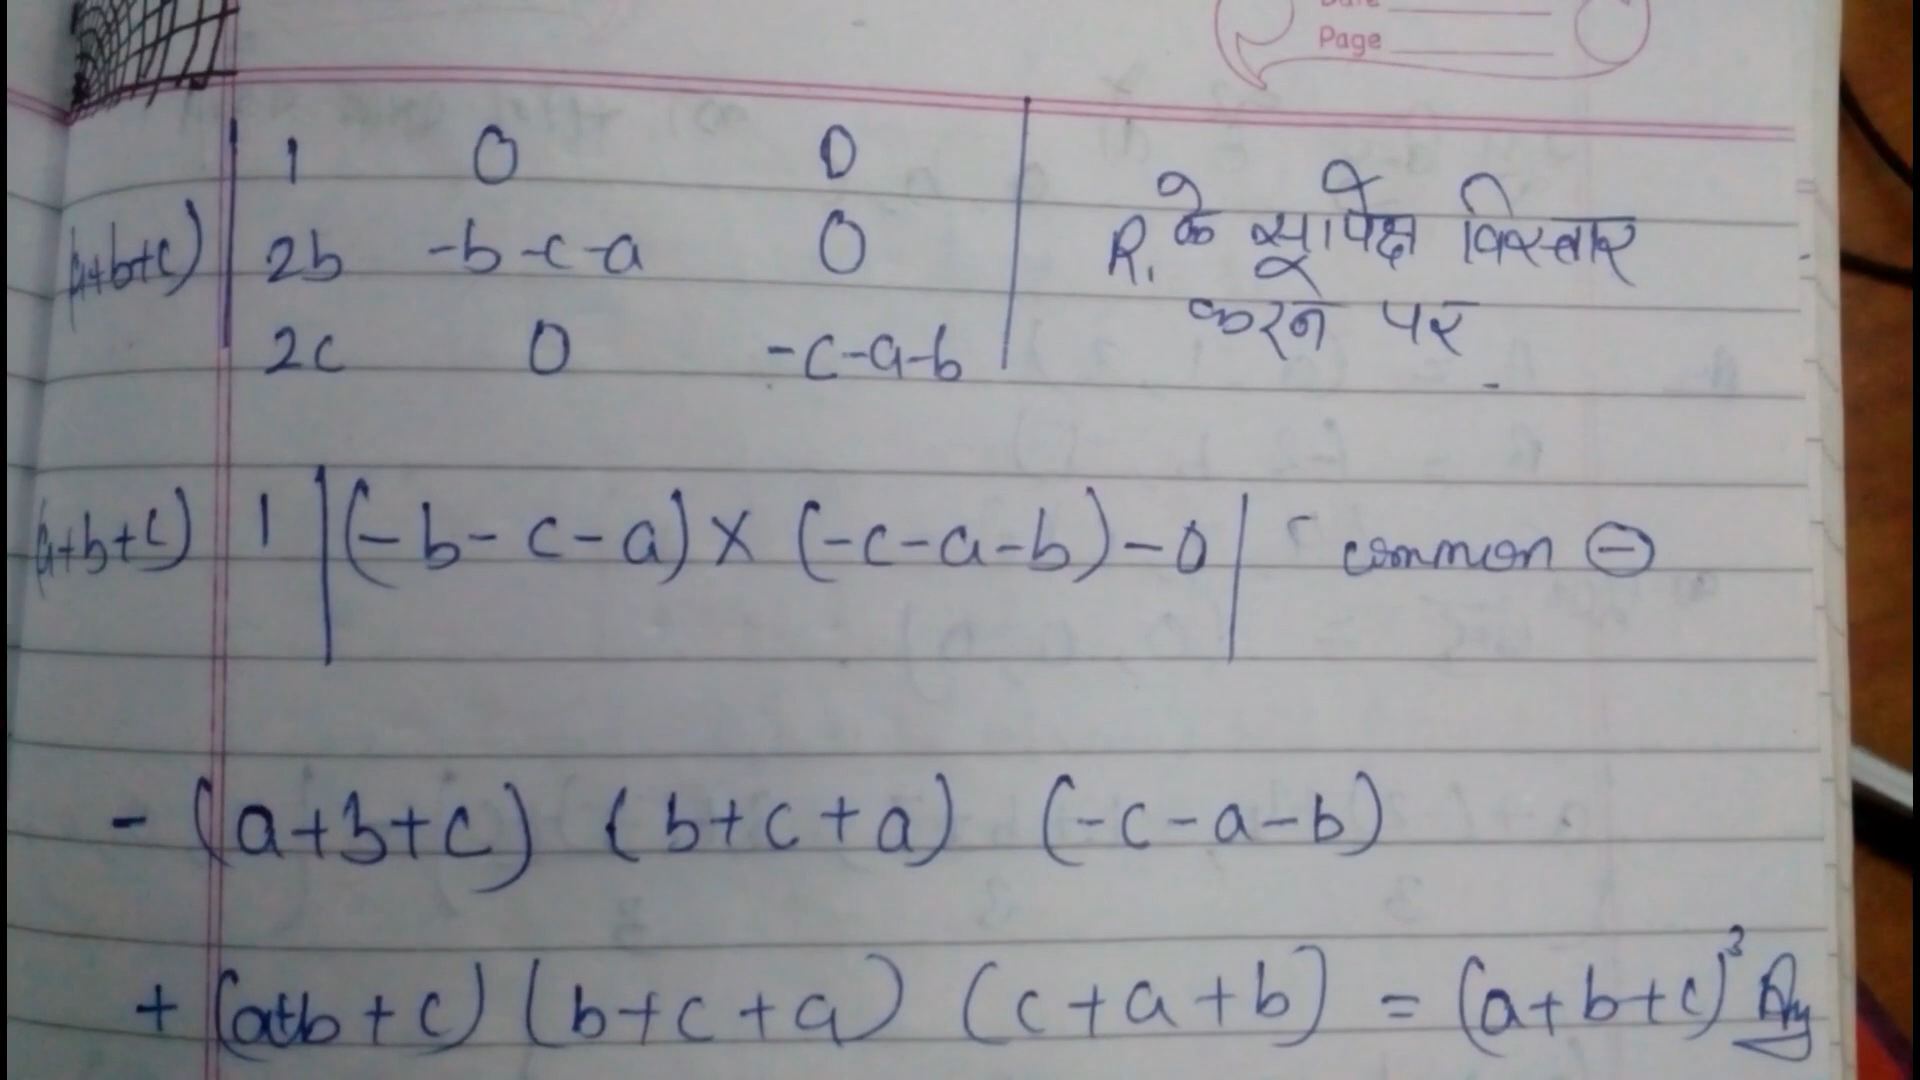 Page
1 0 0
(a+b+c) 2b -b-c-a 0 R₁ के सापेक्ष विस्तार
2c 0 -c-a-b करने पर
(a+b+c) 1 |(-b-c-a) × (-c-a-b)-0| common ⊖
- (a+b+c) (b+c+a) (-c-a-b)
+ (a+b+c) (b+c+a) (c+a+b) = (a+b+c)³ Ans